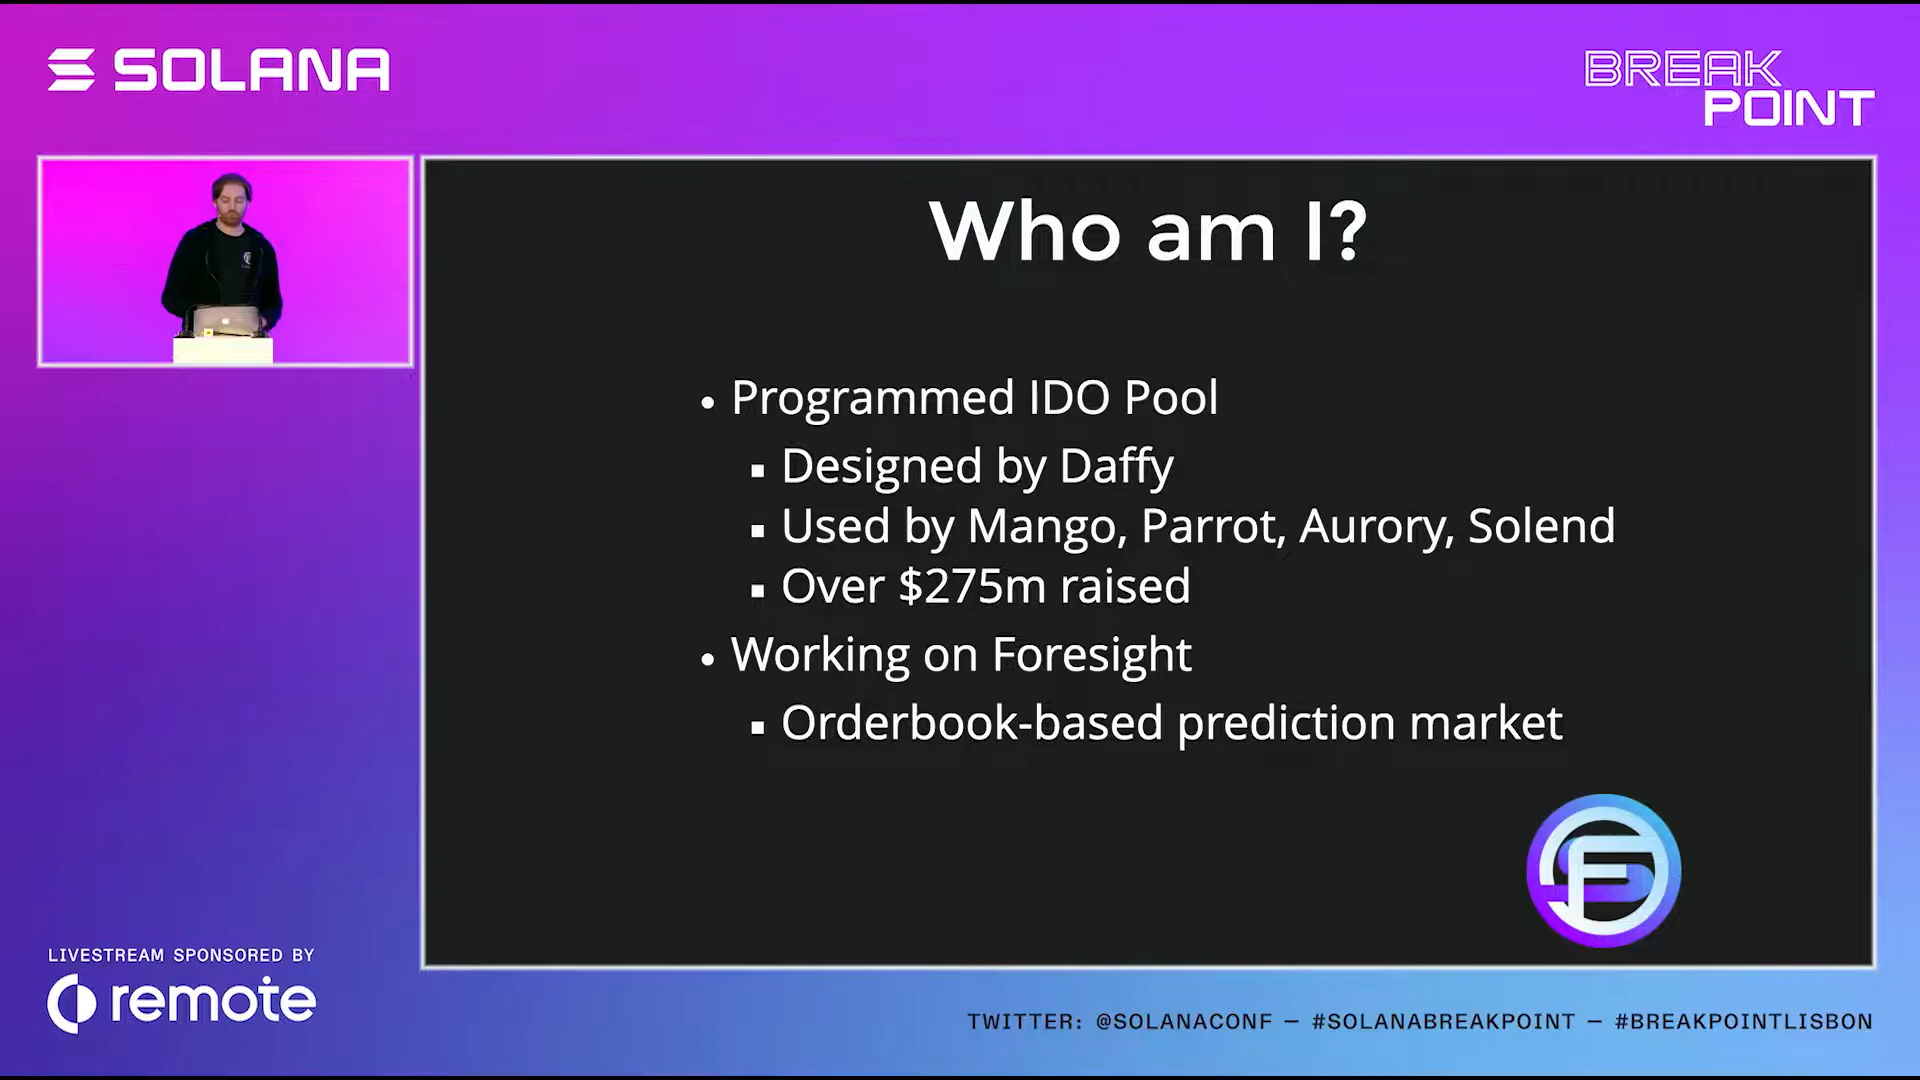 SOLANA
BREAK
POINT
Who am I?
• Programmed IDO Pool
▪ Designed by Daffy
▪ Used by Mango, Parrot, Aurory, Solend
▪ Over $275m raised
• Working on Foresight
▪ Orderbook-based prediction market
LIVESTREAM SPONSORED BY
remote
TWITTER: @SOLANACONF – #SOLANABREAKPOINT – #BREAKPOINTLISBON